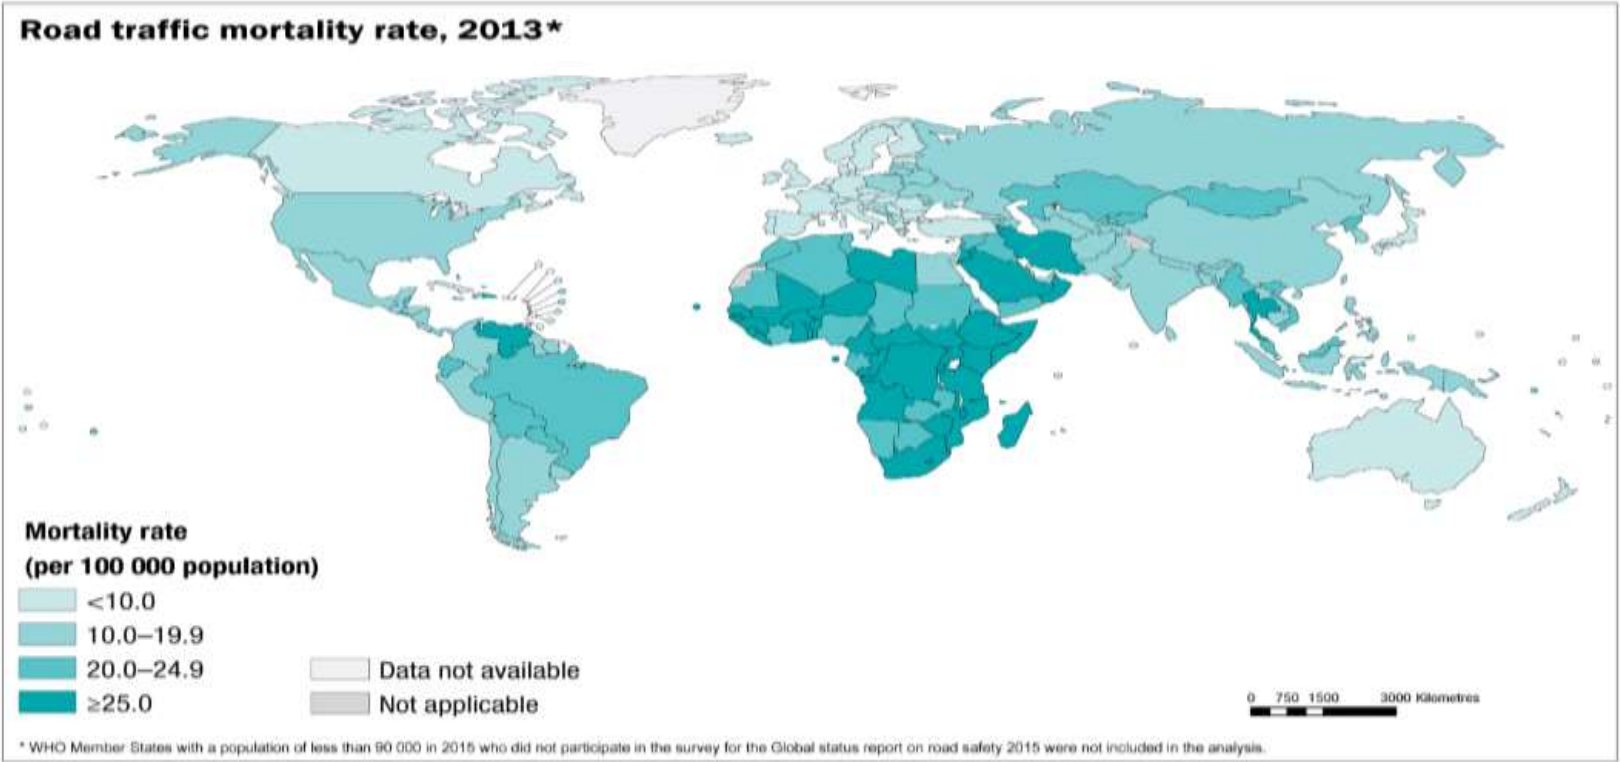 Road traffic mortality rate, 2013*
Mortality rate
(per 100 000 population)
<10.0
10.0–19.9
20.0–24.9
≥25.0
Data not available
Not applicable
0 750 1500 3000 Kilometres
* WHO Member States with a population of less than 90 000 in 2015 who did not participate in the survey for the Global status report on road safety 2015 were not included in the analysis.